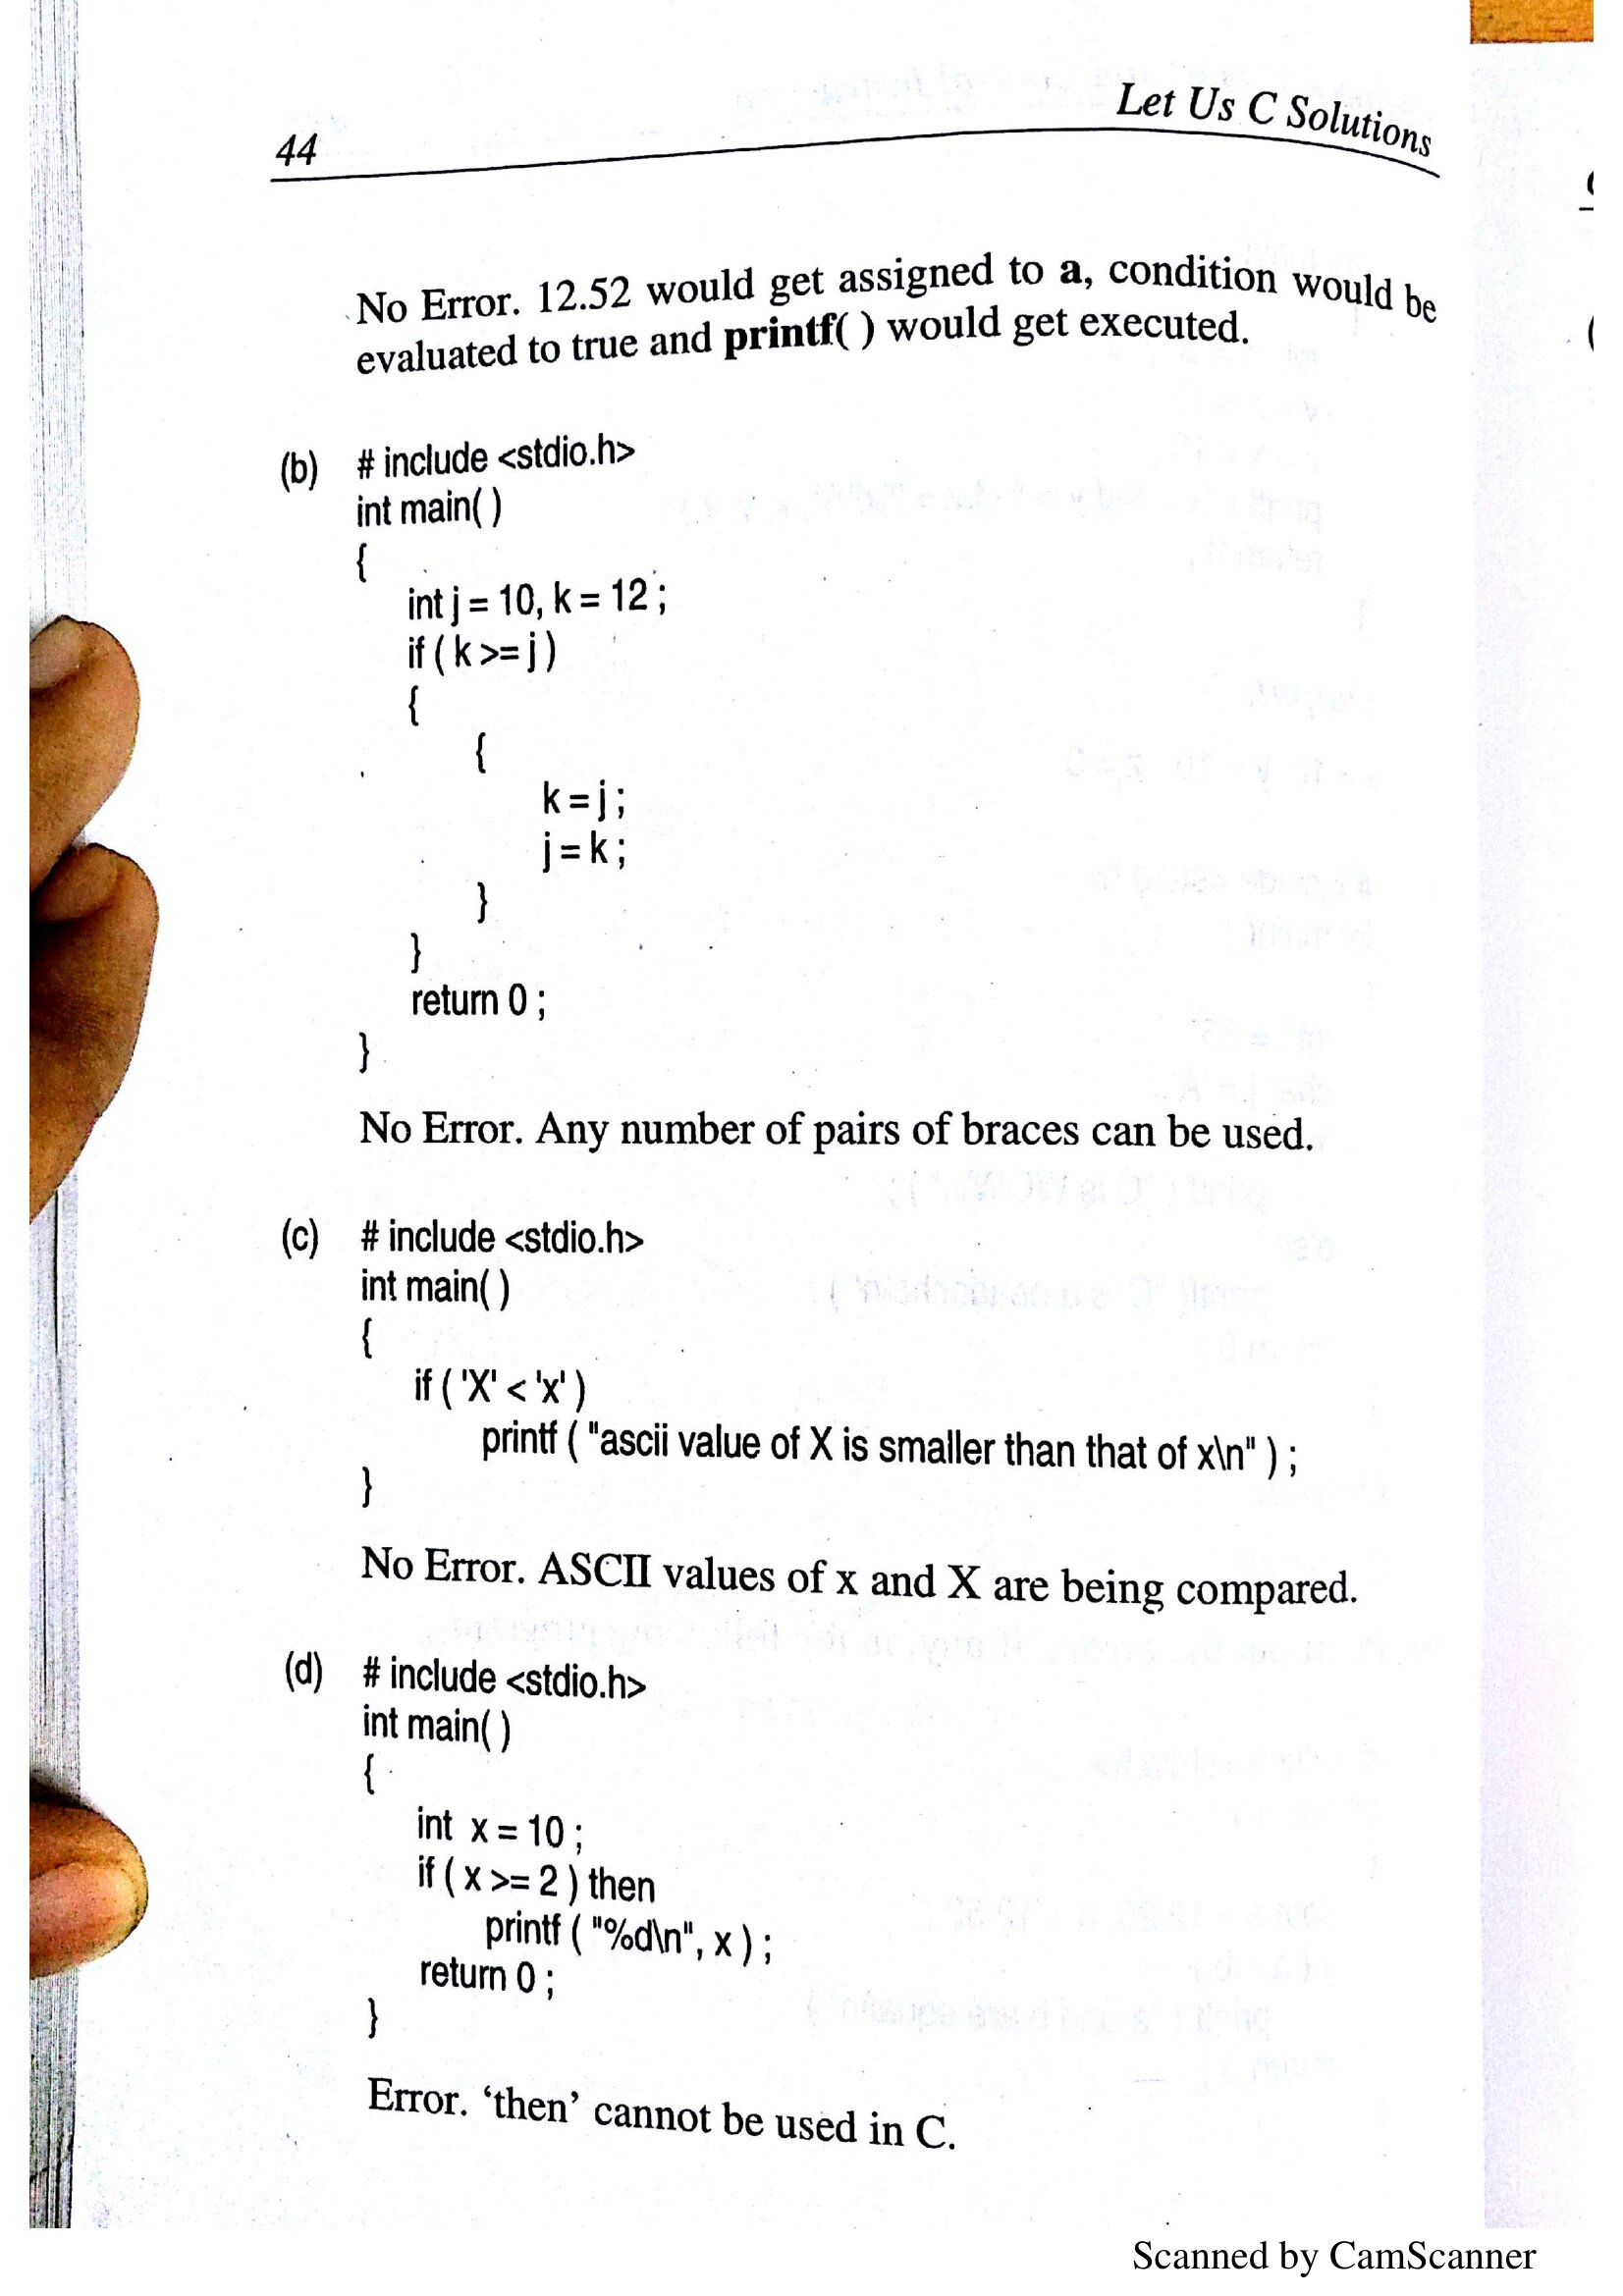 44
Let Us C Solutions
No Error. 12.52 would get assigned to a, condition would be
evaluated to true and printf( ) would get executed.
(b) # include <stdio.h>
int main( )
{
int j = 10, k = 12 ;
if ( k >= j )
{
{
k = j ;
j = k ;
}
}
return 0 ;
}
No Error. Any number of pairs of braces can be used.
(c) # include <stdio.h>
int main( )
{
if ( 'X' < 'x' )
printf ( "ascii value of X is smaller than that of x\n" ) ;
}
No Error. ASCII values of x and X are being compared.
(d) # include <stdio.h>
int main( )
{
int x = 10 ;
if ( x >= 2 ) then
printf ( "%d\n", x ) ;
return 0 ;
}
Error. ‘then’ cannot be used in C.
Scanned by CamScanner